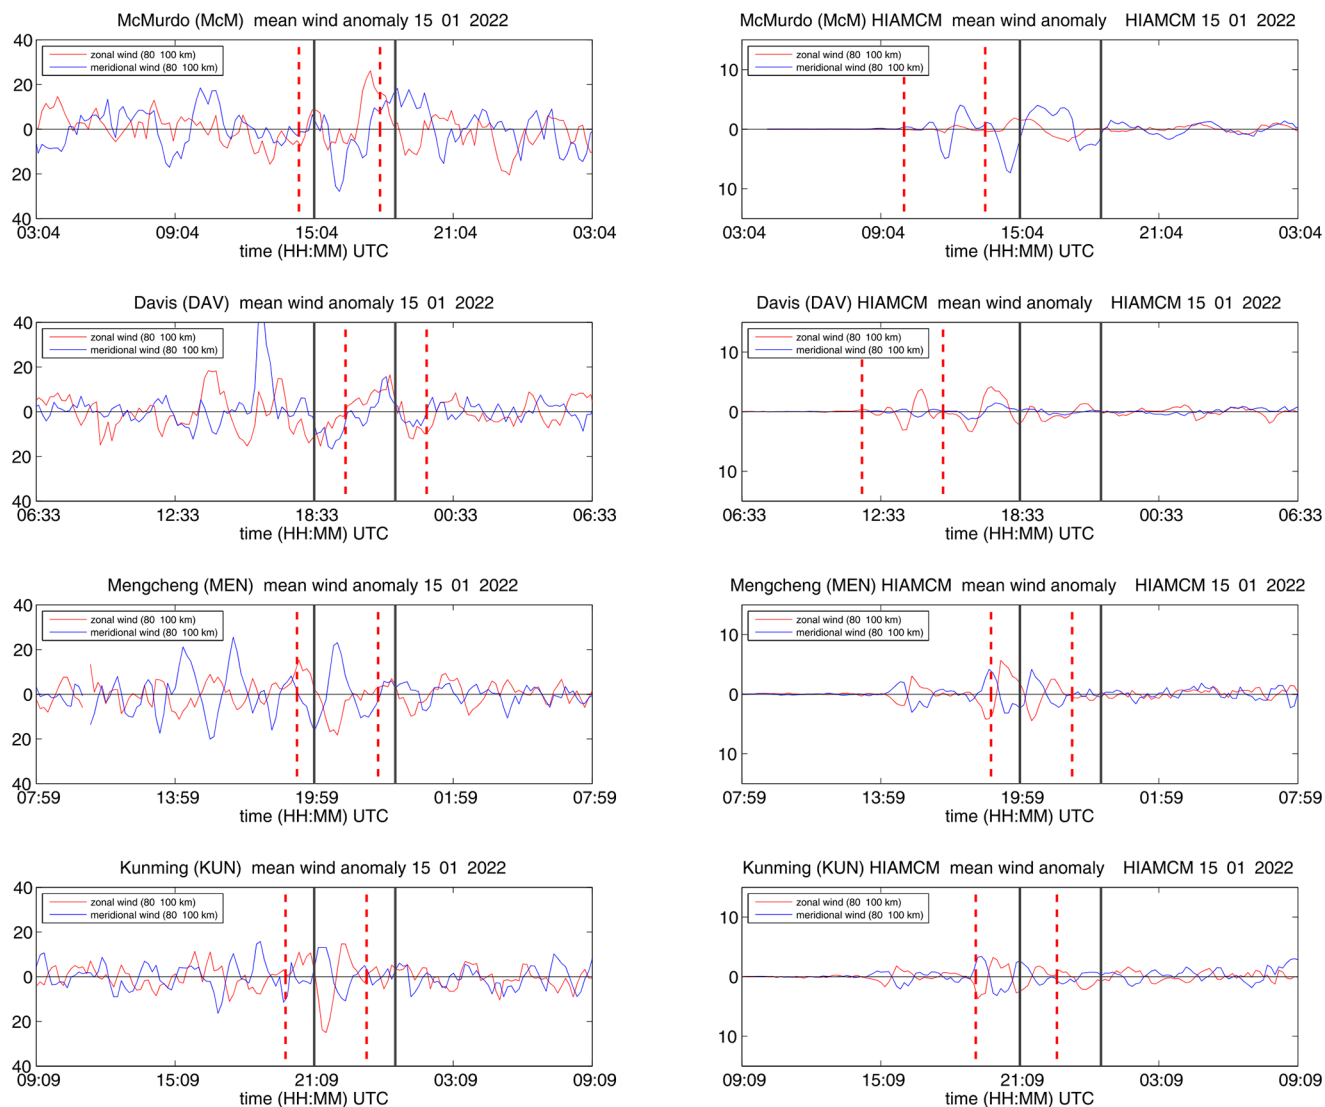 McMurdo (McM)  mean wind anomaly 15  01  2022
40
20
0
20
40
zonal wind (80  100 km)
meridional wind (80  100 km)
03:04 09:04 15:04 21:04 03:04
time (HH:MM) UTC
McMurdo (McM) HIAMCM  mean wind anomaly    HIAMCM 15  01  2022
10
0
10
zonal wind (80  100 km)
meridional wind (80  100 km)
03:04 09:04 15:04 21:04 03:04
time (HH:MM) UTC
Davis (DAV)  mean wind anomaly 15  01  2022
40
20
0
20
40
zonal wind (80  100 km)
meridional wind (80  100 km)
06:33 12:33 18:33 00:33 06:33
time (HH:MM) UTC
Davis (DAV) HIAMCM  mean wind anomaly    HIAMCM 15  01  2022
10
0
10
zonal wind (80  100 km)
meridional wind (80  100 km)
06:33 12:33 18:33 00:33 06:33
time (HH:MM) UTC
Mengcheng (MEN)  mean wind anomaly 15  01  2022
40
20
0
20
40
zonal wind (80  100 km)
meridional wind (80  100 km)
07:59 13:59 19:59 01:59 07:59
time (HH:MM) UTC
Mengcheng (MEN) HIAMCM  mean wind anomaly    HIAMCM 15  01  2022
10
0
10
zonal wind (80  100 km)
meridional wind (80  100 km)
07:59 13:59 19:59 01:59 07:59
time (HH:MM) UTC
Kunming (KUN)  mean wind anomaly 15  01  2022
40
20
0
20
40
zonal wind (80  100 km)
meridional wind (80  100 km)
09:09 15:09 21:09 03:09 09:09
time (HH:MM) UTC
Kunming (KUN) HIAMCM  mean wind anomaly    HIAMCM 15  01  2022
10
0
10
zonal wind (80  100 km)
meridional wind (80  100 km)
09:09 15:09 21:09 03:09 09:09
time (HH:MM) UTC